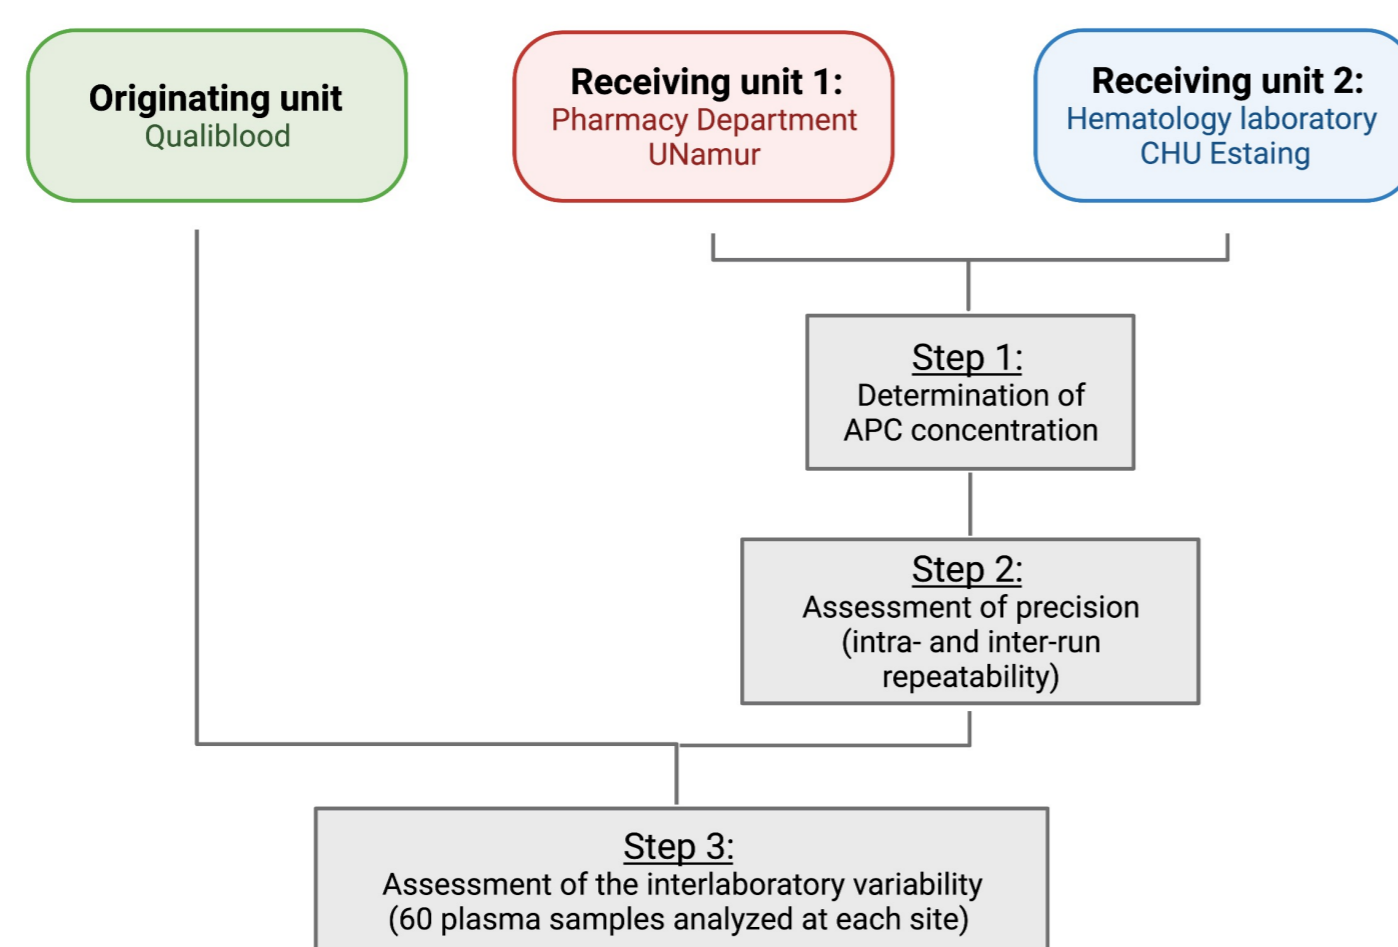 Originating unit
Qualiblood
Receiving unit 1:
Pharmacy Department
UNamur
Receiving unit 2:
Hematology laboratory
CHU Estaing
Step 1:
Determination of
APC concentration
Step 2:
Assessment of precision
(intra- and inter-run
repeatability)
Step 3:
Assessment of the interlaboratory variability
(60 plasma samples analyzed at each site)